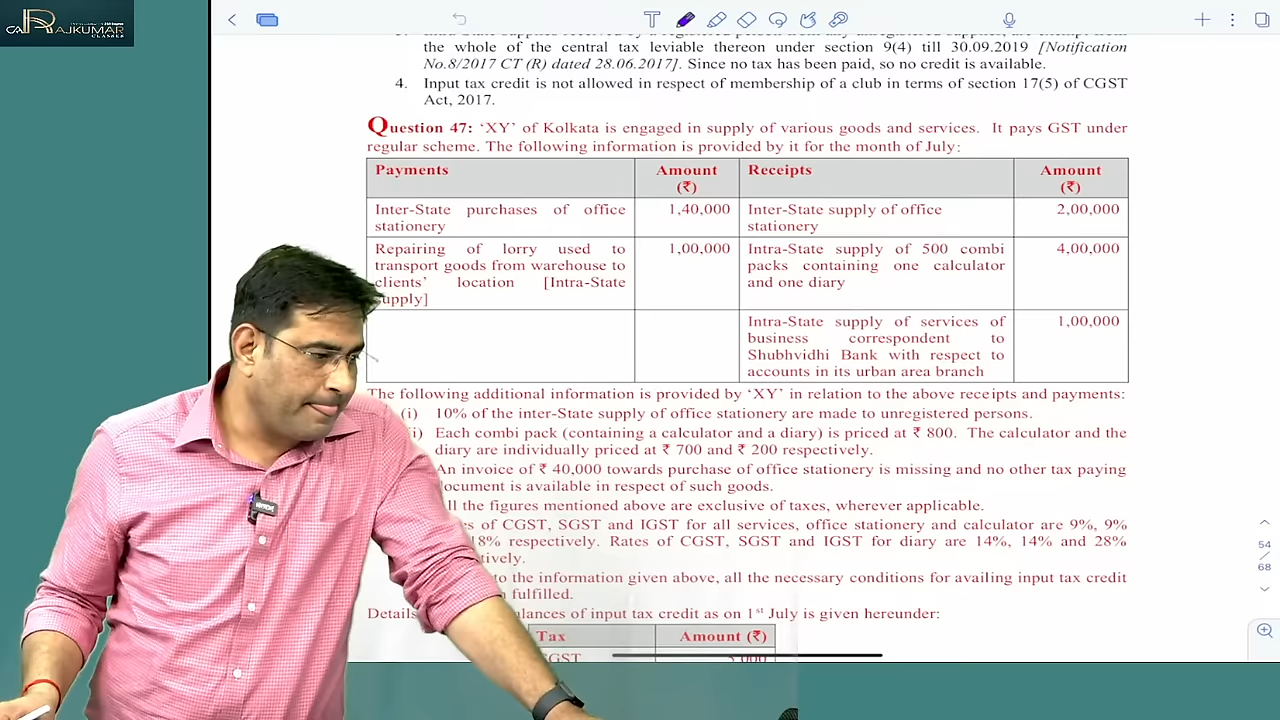 CA RAJKUMAR
CLASSES
the whole of the central tax leviable thereon under section 9(4) till 30.09.2019 [Notification
No.8/2017 CT (R) dated 28.06.2017]. Since no tax has been paid, so no credit is available.
4. Input tax credit is not allowed in respect of membership of a club in terms of section 17(5) of CGST
Act, 2017.
Question 47: ‘XY’ of Kolkata is engaged in supply of various goods and services. It pays GST under
regular scheme. The following information is provided by it for the month of July:
Payments Amount (₹) Receipts Amount (₹)
Inter-State purchases of office stationery 1,40,000 Inter-State supply of office stationery 2,00,000
Repairing of lorry used to 1,00,000 Intra-State supply of 500 combi 4,00,000
transport goods from warehouse to packs containing one calculator
clients’ location [Intra-State and one diary
Intra-State supply of services of 1,00,000
business correspondent to
Shubhvidhi Bank with respect to
accounts in its urban area branch
The following additional information is provided by ‘XY’ in relation to the above receipts and payments:
(i) 10% of the inter-State supply of office stationery are made to unregistered persons.
Each combi pack (containing a calculator and a diary) is priced at ₹ 800. The calculator and the
diary are individually priced at ₹ 700 and ₹ 200 respectively.
An invoice of ₹ 40,000 towards purchase of office stationery is missing and no other tax paying
is available in respect of such goods.
the figures mentioned above are exclusive of taxes, wherever applicable.
of CGST, SGST and IGST for all services, office stationery and calculator are 9%, 9%
18% respectively. Rates of CGST, SGST and IGST for diary are 14%, 14% and 28%
to the information given above, all the necessary conditions for availing input tax credit
fulfilled.
Details of input tax credit as on 1st July is given hereunder:
Tax Amount (₹)
54
68